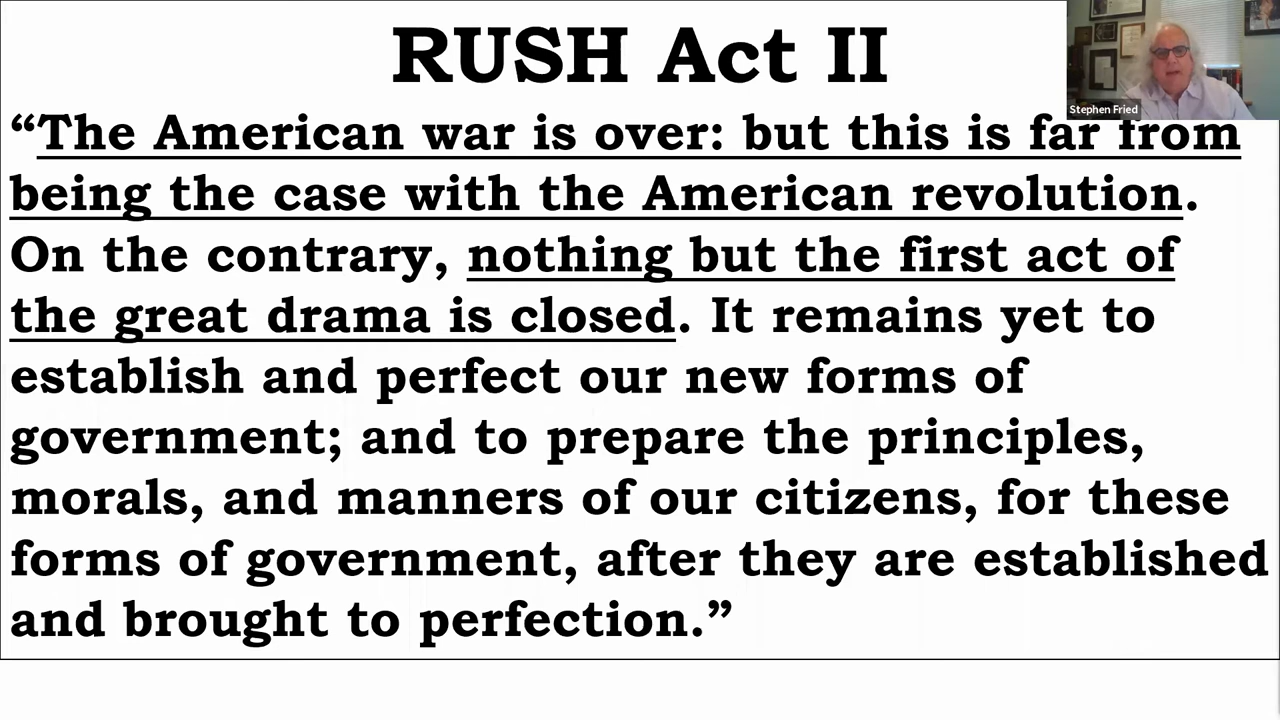 RUSH Act II
Stephen Fried
“The American war is over: but this is far from
being the case with the American revolution.
On the contrary, nothing but the first act of
the great drama is closed. It remains yet to
establish and perfect our new forms of
government; and to prepare the principles,
morals, and manners of our citizens, for these
forms of government, after they are established
and brought to perfection.”